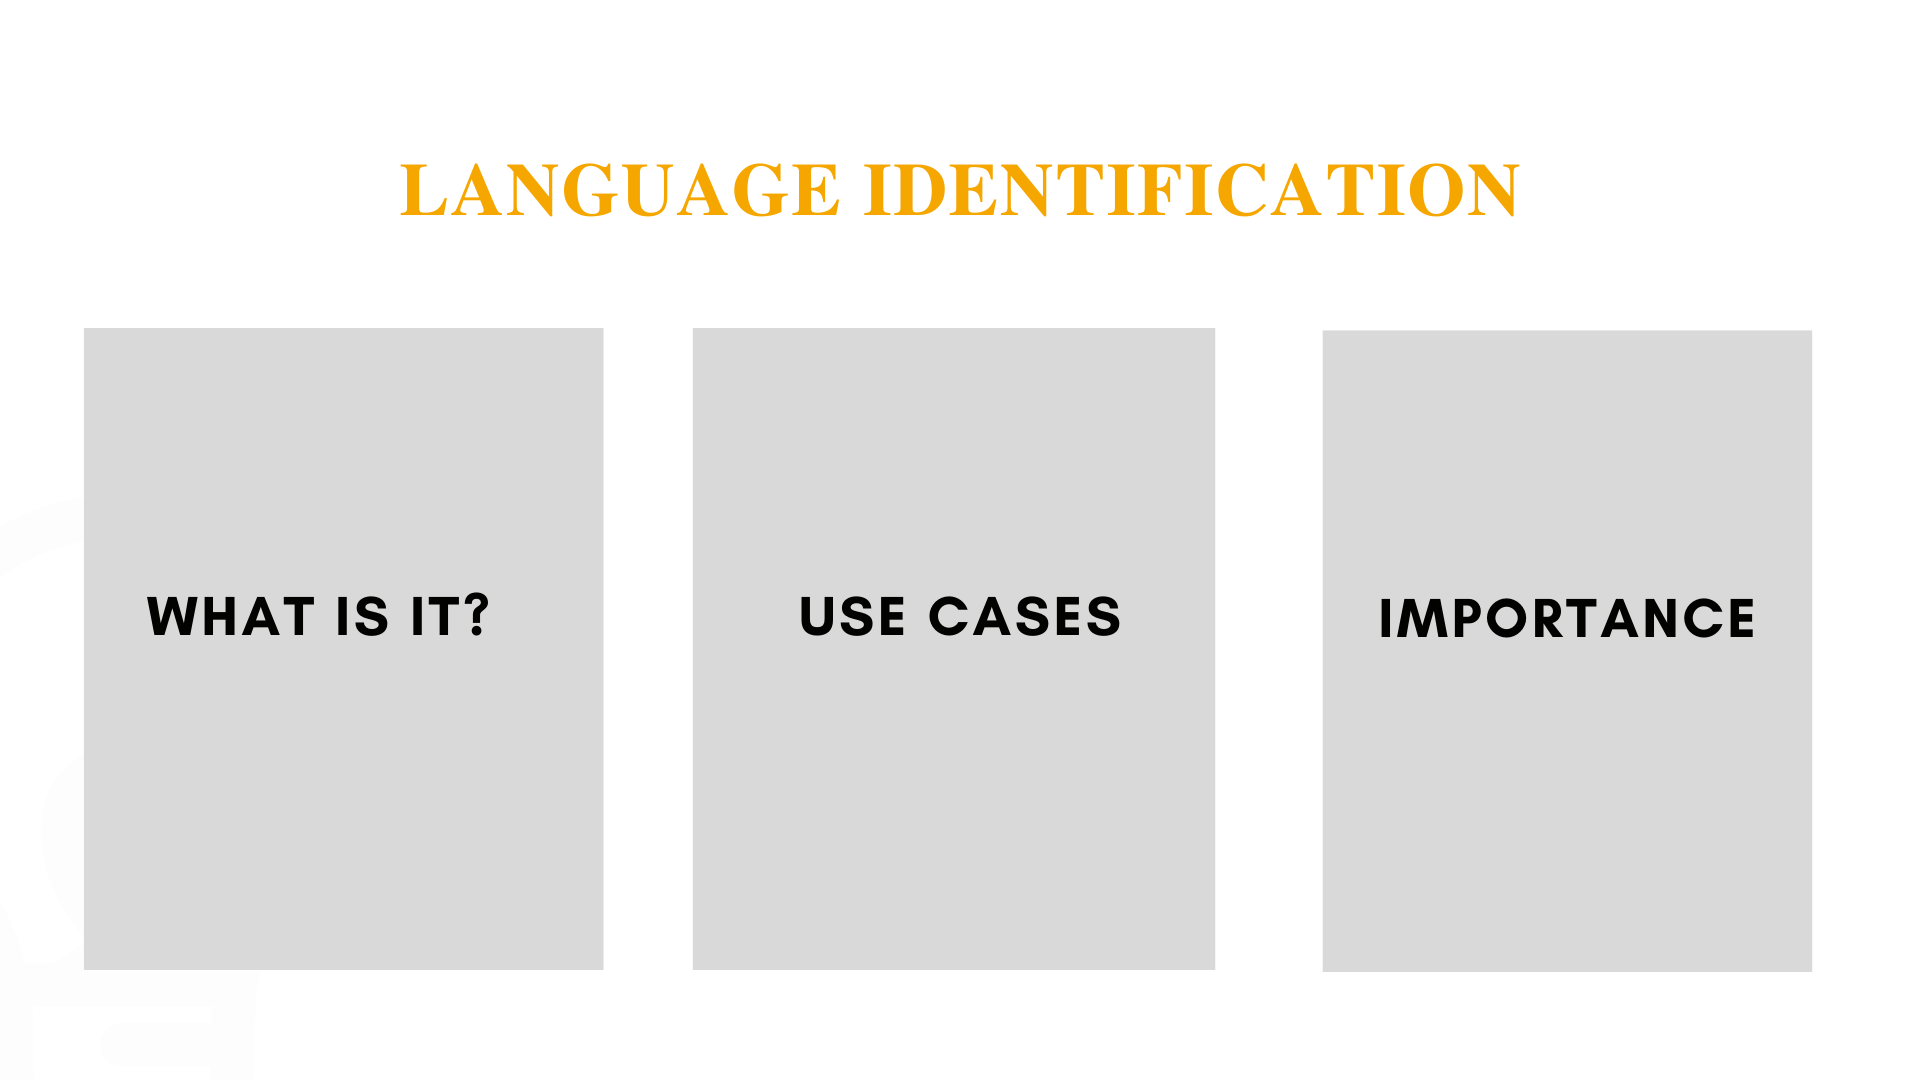 LANGUAGE IDENTIFICATION
WHAT IS IT?
USE CASES
IMPORTANCE